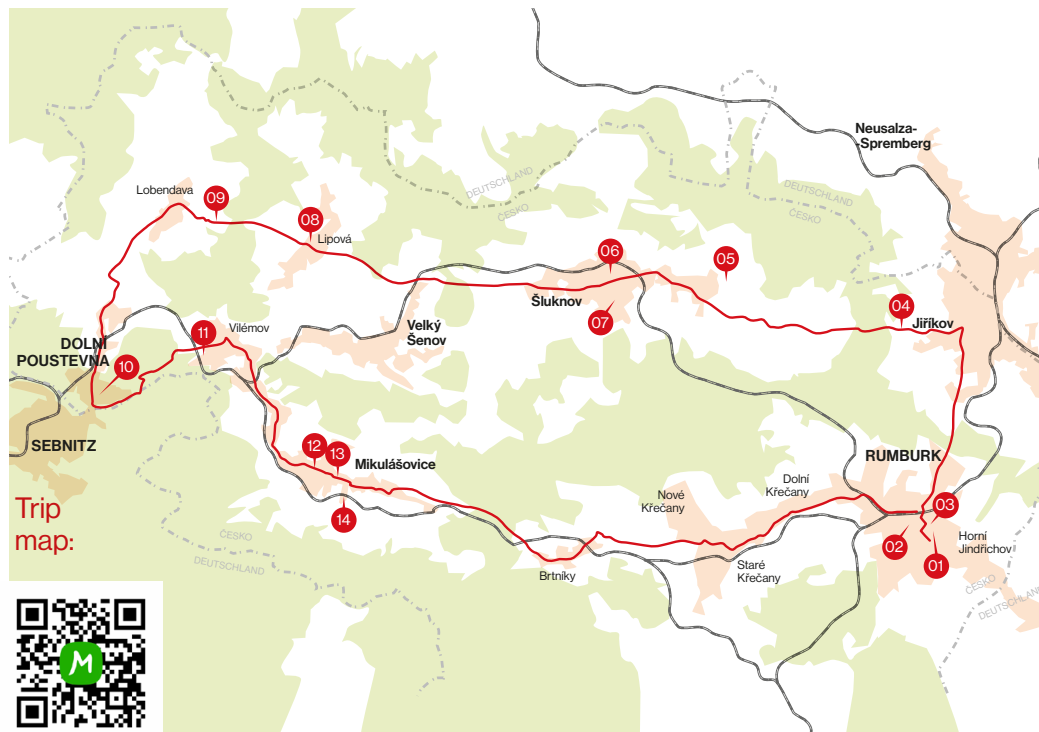 Neusalza-
-Spremberg
DEUTSCHLAND
ČESKO
DEUTSCHLAND
ČESKO
Lobendava
09
08
Lipová
06
05
Šluknov
07
04
Jiříkov
Velký
Šenov
11
Vilémov
DOLNÍ
POUSTEVNA
10
SEBNITZ
12
13
Mikulášovice
14
RUMBURK
Dolní
Křečany
Nové
Křečany
03
02
01
Horní
Jindřichov
Staré
Křečany
Brtníky
Trip
map:
ČESKO
DEUTSCHLAND
ČESKO
DEUTSCHLAND
M